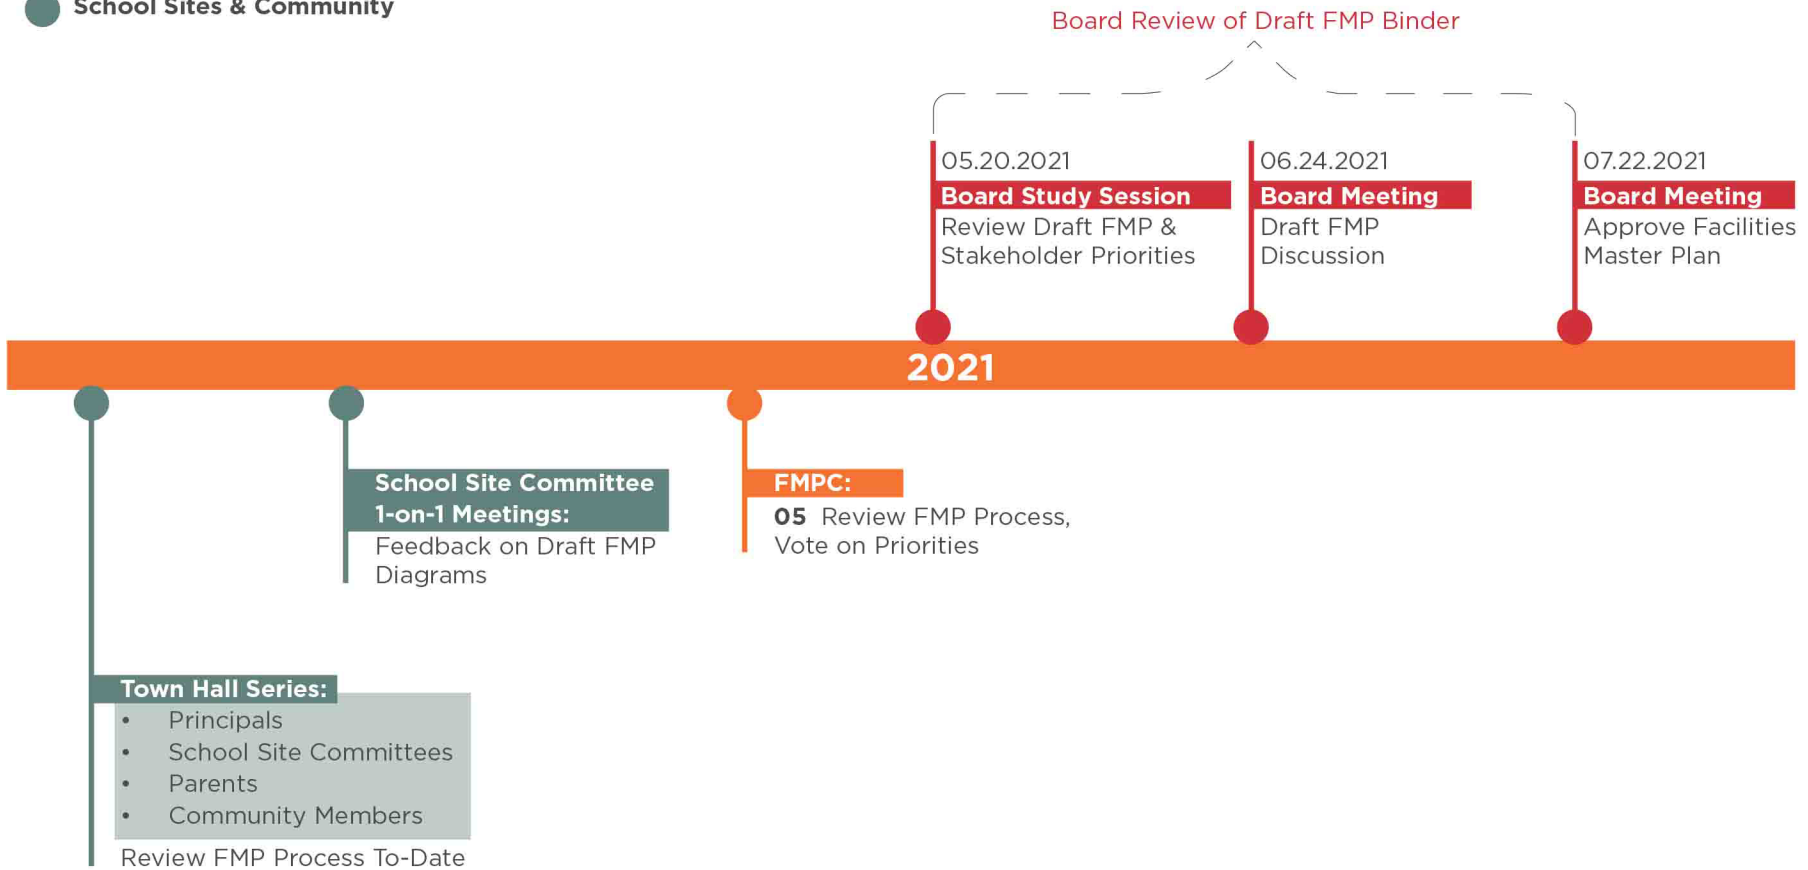 School Sites & Community
Board Review of Draft FMP Binder
05.20.2021
Board Study Session
Review Draft FMP &
Stakeholder Priorities
06.24.2021
Board Meeting
Draft FMP
Discussion
07.22.2021
Board Meeting
Approve Facilities
Master Plan
2021
School Site Committee
1-on-1 Meetings:
Feedback on Draft FMP
Diagrams
FMPC:
05 Review FMP Process,
Vote on Priorities
Town Hall Series:
• Principals
• School Site Committees
• Parents
• Community Members
Review FMP Process To-Date